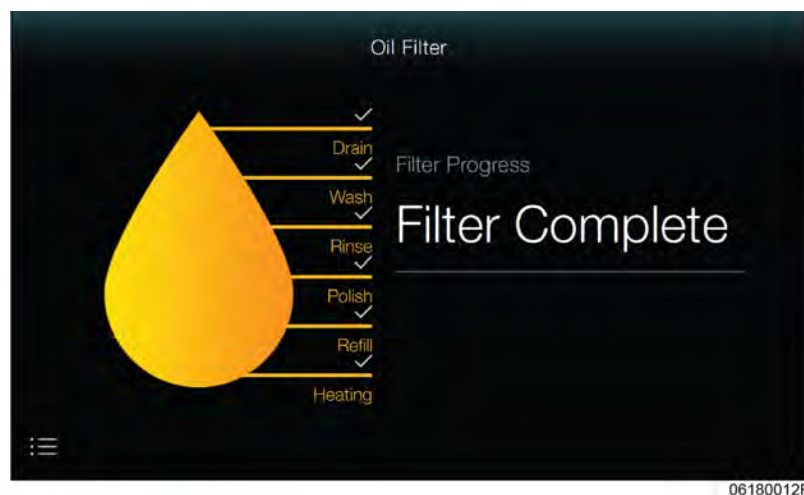 Oil Filter
Drain
Wash
Rinse
Polish
Refill
Heating
Filter Progress
Filter Complete